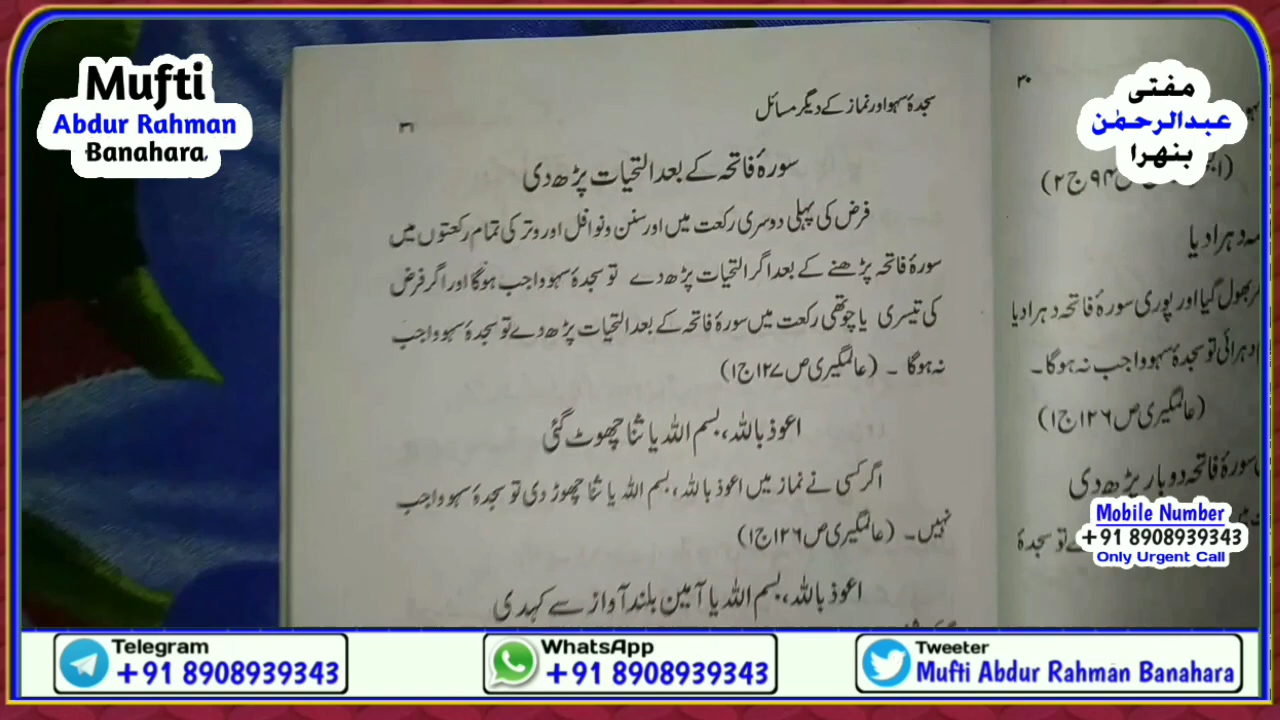 Mufti
Abdur Rahman
Banahara
مفتی
عبدالرحمٰن
بنھرا
سجدۂ سہو اور نماز کے دیگر مسائل
۳۱
سورۂ فاتحہ کے بعد التحیات پڑھ دی
فرض کی پہلی دوسری رکعت میں اور سنن و نوافل اور وتر کی تمام رکعتوں میں
سورۂ فاتحہ پڑھنے کے بعد اگر التحیات پڑھ دے تو سجدۂ سہو واجب ہوگا اور اگر فرض
کی تیسری یا چوتھی رکعت میں سورۂ فاتحہ کے بعد التحیات پڑھ دے تو سجدۂ سہو واجب
نہ ہوگا ۔ (عالمگیری ص ۱۲۷ ج ۱)
اعوذ باللہ، بسم اللہ یا ثنا چھوٹ گئی
اگر کسی نے نماز میں اعوذ باللہ، بسم اللہ یا ثنا چھوڑ دی تو سجدۂ سہو واجب
نہیں۔ (عالمگیری ص ۱۲۶ ج ۱)
اعوذ باللہ، بسم اللہ یا آمین بلند آواز سے کہدی
۳۰
ص ۹۴ ج ۲)
دہرادیا
بھول گیا اور پوری سورۂ فاتحہ دہرادیا
دہرائی تو سجدۂ سہو واجب نہ ہوگا ۔
(عالمگیری ص ۱۲۶ ج ۱)
سورۂ فاتحہ دوبار پڑھ دی
تو سجدۂ
Mobile Number
+91 8908939343
Only Urgent Call
Telegram
+91 8908939343
WhatsApp
+91 8908939343
Tweeter
Mufti Abdur Rahman Banahara